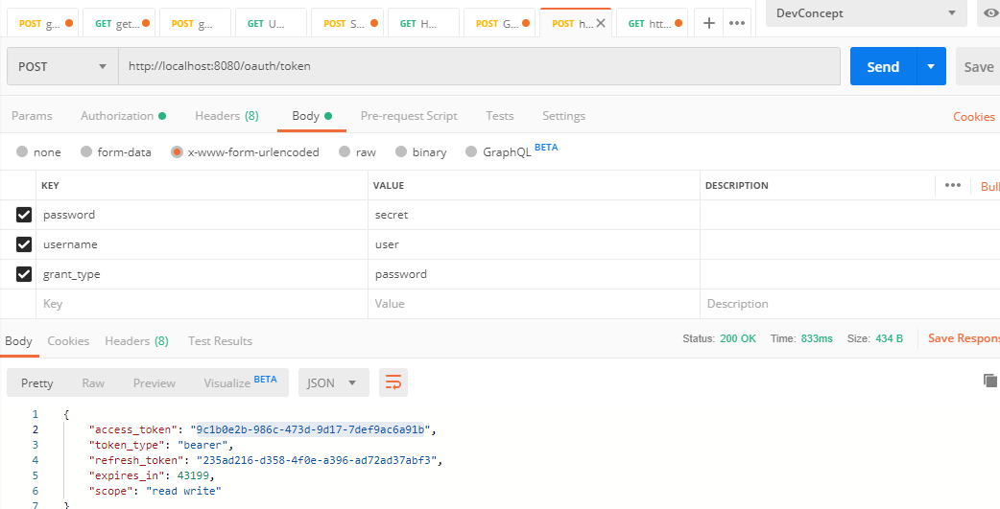 POST g... GET get... POST g... GET U... POST S... GET H... POST G... POST h... GET htt... + ••• DevConcept
POST http://localhost:8080/oauth/token Send Save
Params Authorization Headers (8) Body Pre-request Script Tests Settings Cookies
none form-data x-www-form-urlencoded raw binary GraphQL BETA
KEY VALUE DESCRIPTION ••• Bul
password secret
username user
grant_type password
Key Value Description
Body Cookies Headers (8) Test Results Status: 200 OK Time: 833ms Size: 434 B Save Respons
Pretty Raw Preview Visualize BETA JSON
1 {
2 "access_token": "9c1b0e2b-986c-473d-9d17-7def9ac6a91b",
3 "token_type": "bearer",
4 "refresh_token": "235ad216-d358-4f0e-a396-ad72ad37abf3",
5 "expires_in": 43199,
6 "scope": "read write"
7 }